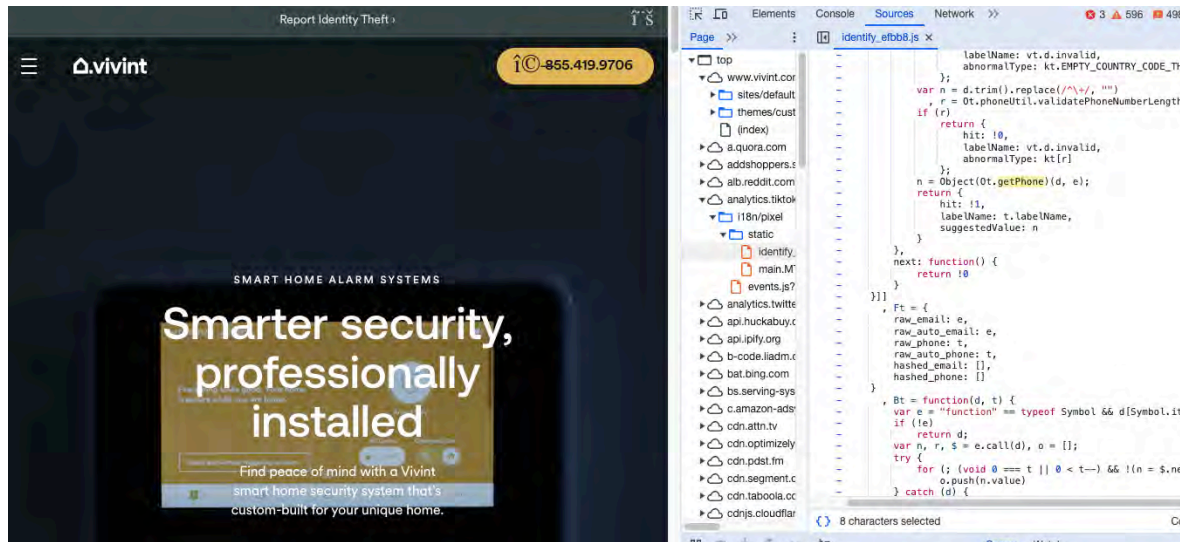 Report Identity Theft ›
vivint
855.419.9706
SMART HOME ALARM SYSTEMS
Smarter security,
professionally
installed
Find peace of mind with a Vivint
smart home security system that's
custom-built for your unique home.
Elements Console Sources Network
3 596 498
Page
identify_efbb8.js ×
top
www.vivint.cor
sites/default
themes/cust
(index)
a.quora.com
addshoppers.s
alb.reddit.com
analytics.tiktok
i18n/pixel
static
identify_
main.M
events.js?
analytics.twitte
api.huckabuy.c
api.ipify.org
b-code.liadm.c
bat.bing.com
bs.serving-sys
c.amazon-ads
cdn.attn.tv
cdn.optimizely
cdn.pdst.fm
cdn.segment.c
cdn.taboola.cc
cdnjs.cloudflar
labelName: vt.d.invalid,
abnormalType: kt.EMPTY_COUNTRY_CODE_TH
};
var n = d.trim().replace(/^\+/, "")
, r = Ot.phoneUtil.validatePhoneNumberLength
if (r)
return {
hit: !0,
labelName: vt.d.invalid,
abnormalType: kt[r]
};
n = Object(Ot.getPhone)(d, e);
return {
hit: !1,
labelName: t.labelName,
suggestedValue: n
}
},
next: function() {
return !0
}
}]]
, Ft = {
raw_email: e,
raw_auto_email: e,
raw_phone: t,
raw_auto_phone: t,
hashed_email: [],
hashed_phone: []
}
, Bt = function(d, t) {
var e = "function" == typeof Symbol && d[Symbol.it
if (!e)
return d;
var n, r, $ = e.call(d), o = [];
try {
for (; (void 0 === t || 0 < t--) && !(n = $.ne
o.push(n.value)
} catch (d) {
{ } 8 characters selected